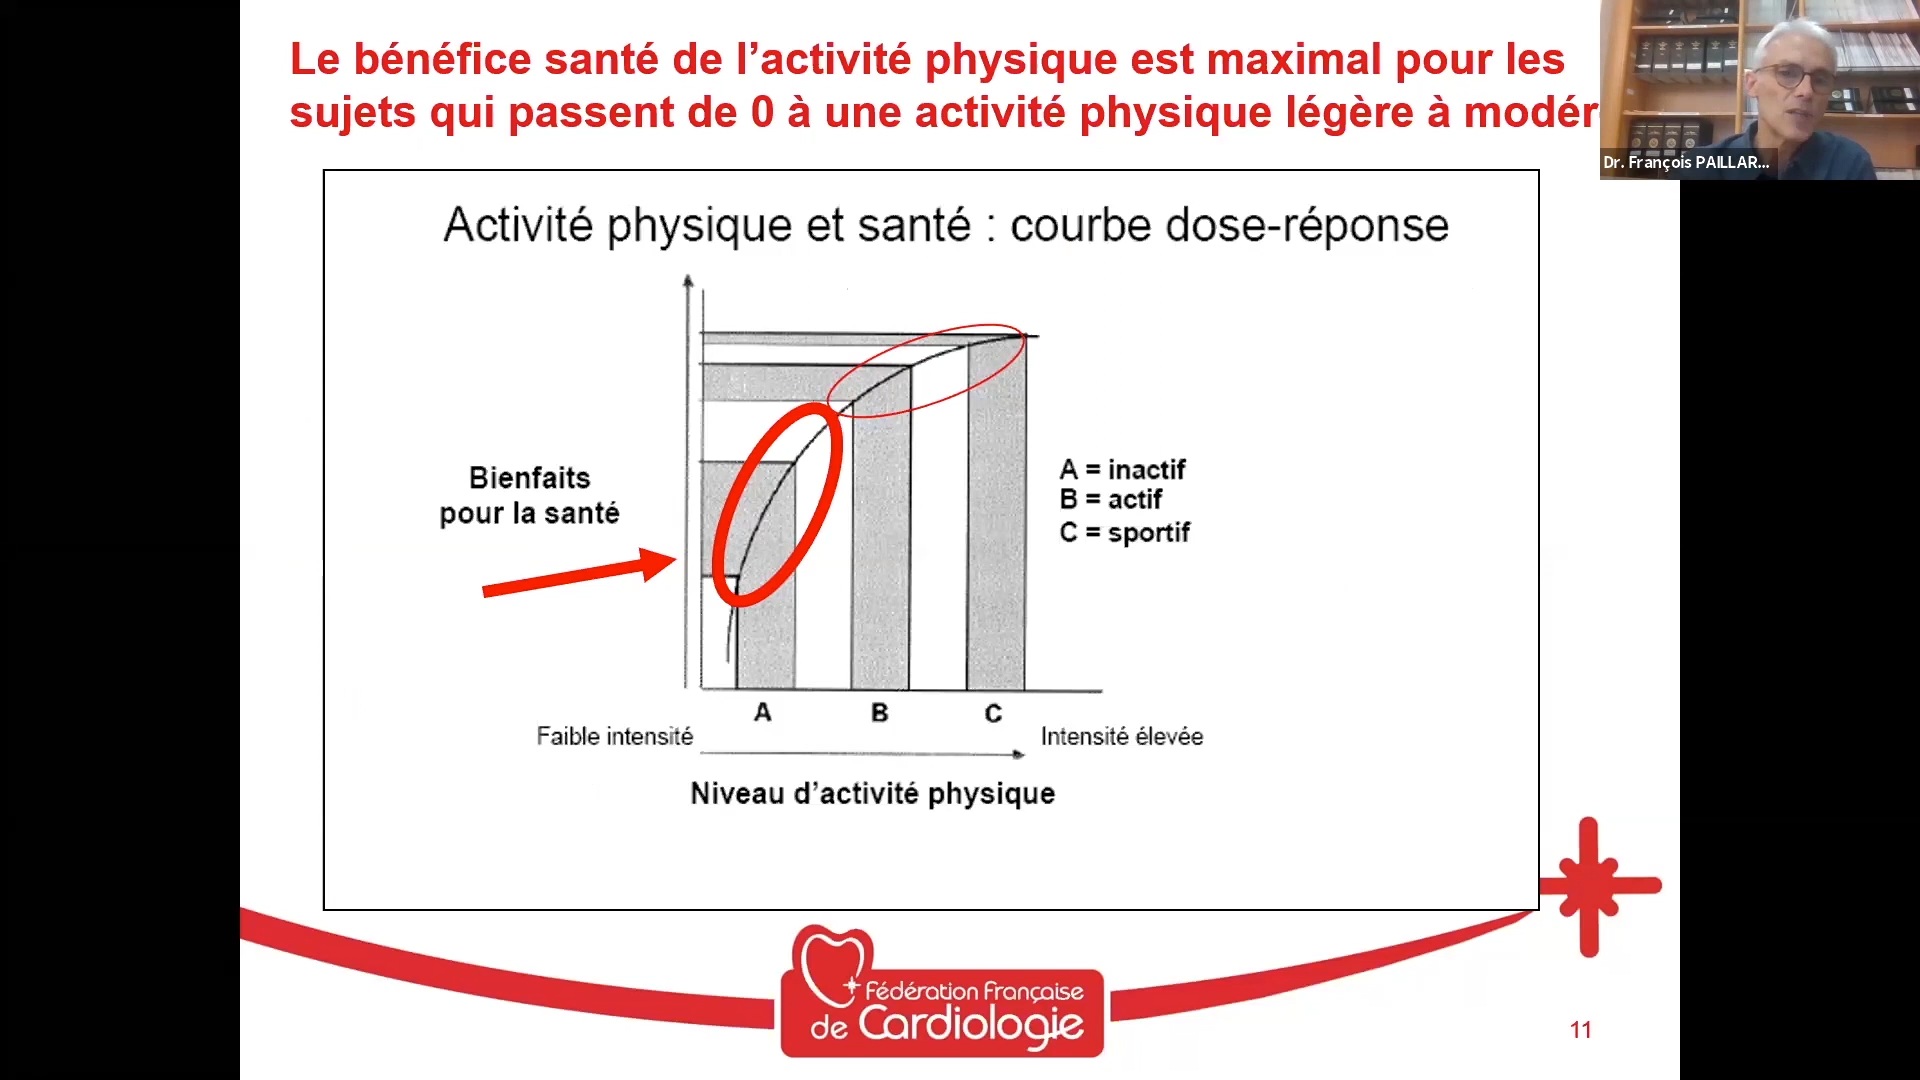 Le bénéfice santé de l’activité physique est maximal pour les
sujets qui passent de 0 à une activité physique légère à modér
Dr. François PAILLAR...
Activité physique et santé : courbe dose-réponse
Bienfaits
pour la santé
A = inactif
B = actif
C = sportif
A B C
Faible intensité Intensité élevée
Niveau d’activité physique
Fédération Française
de Cardiologie
11